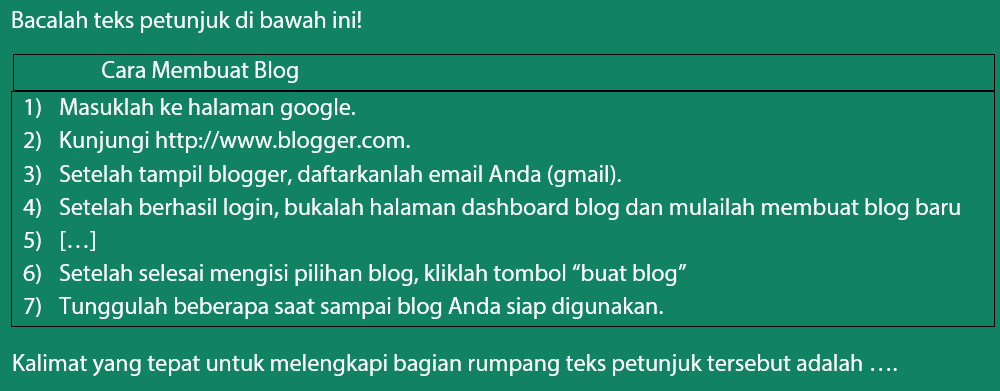 Bacalah teks petunjuk di bawah ini!
Cara Membuat Blog
1) Masuklah ke halaman google.
2) Kunjungi http://www.blogger.com.
3) Setelah tampil blogger, daftarkanlah email Anda (gmail).
4) Setelah berhasil login, bukalah halaman dashboard blog dan mulailah membuat blog baru
5) […]
6) Setelah selesai mengisi pilihan blog, kliklah tombol “buat blog”
7) Tunggulah beberapa saat sampai blog Anda siap digunakan.
Kalimat yang tepat untuk melengkapi bagian rumpang teks petunjuk tersebut adalah ….